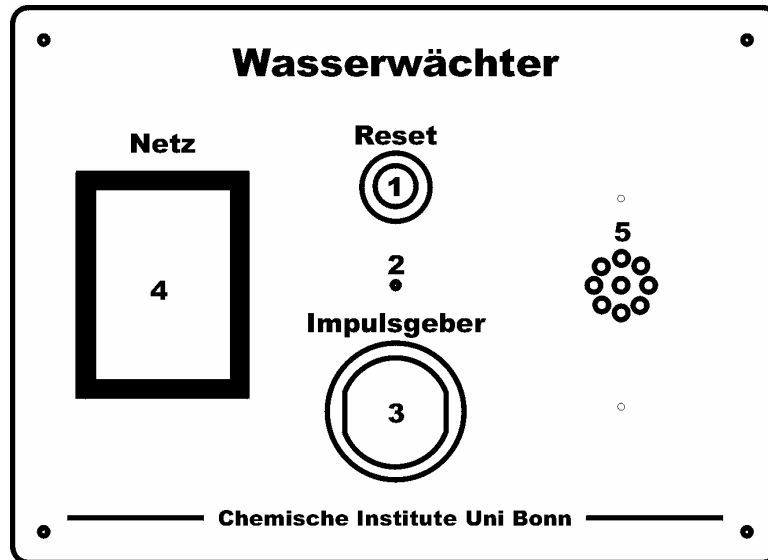 Wasserwächter
Netz
Reset
1
2
5
4
Impulsgeber
3
Chemische Institute Uni Bonn